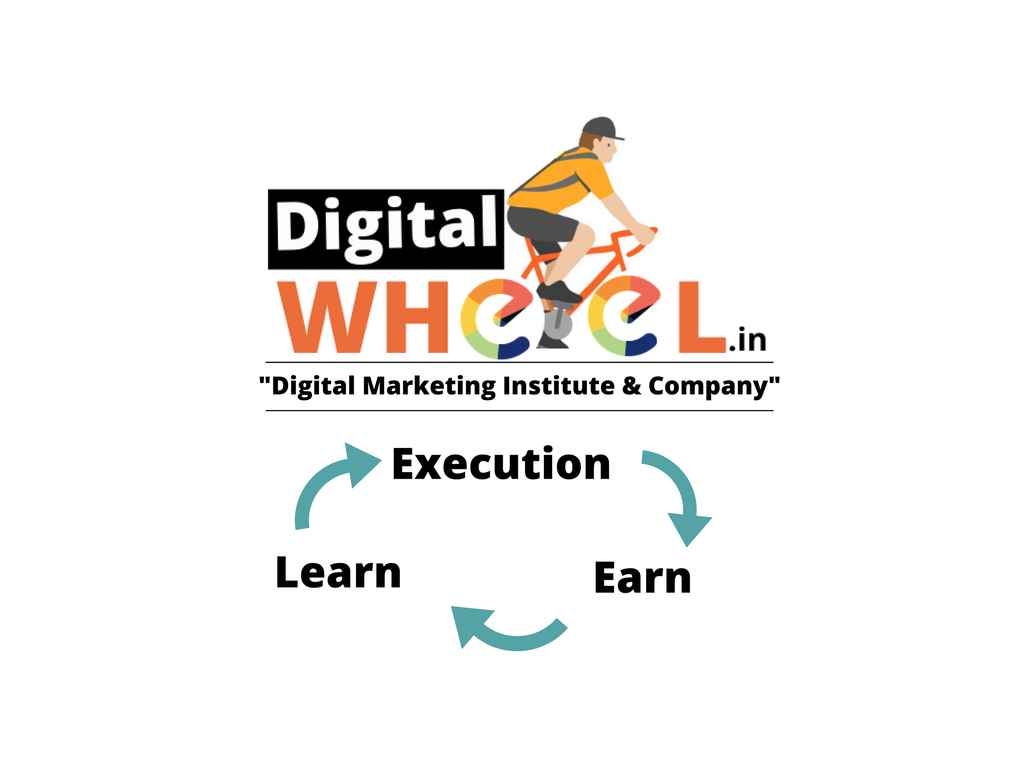 Digital
WHeeL.in
"Digital Marketing Institute & Company"
Execution
Learn
Earn